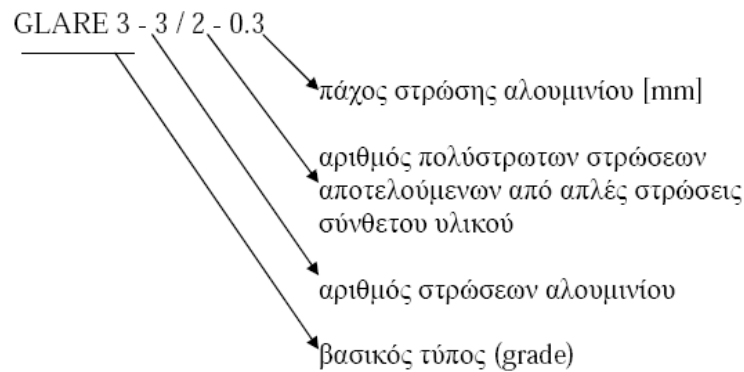 GLARE 3 - 3 / 2 - 0.3
πάχος στρώσης αλουμινίου [mm]
αριθμός πολύστρωτων στρώσεων
αποτελούμενων από απλές στρώσεις
σύνθετου υλικού
αριθμός στρώσεων αλουμινίου
βασικός τύπος (grade)